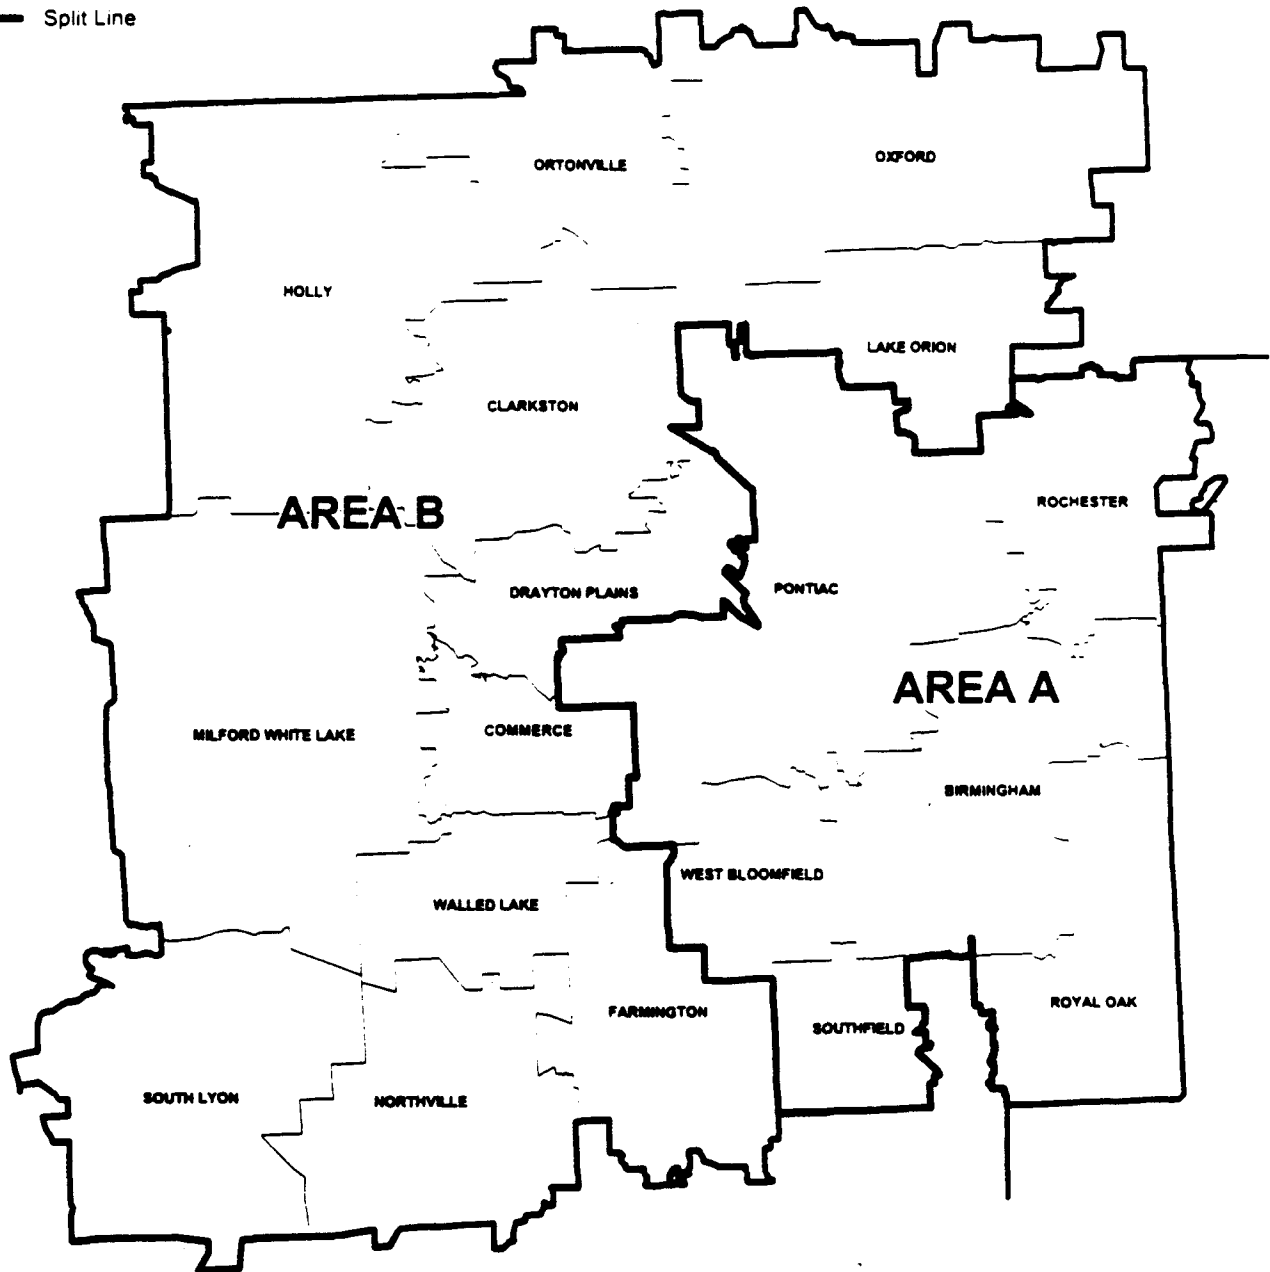 Split Line
OXFORD
ORTONVILLE
HOLLY
LAKE ORION
CLARKSTON
ROCHESTER
AREA B
PONTIAC
DRAYTON PLAINS
AREA A
COMMERCE
MILFORD WHITE LAKE
BIRMINGHAM
WEST BLOOMFIELD
WALLED LAKE
ROYAL OAK
FARMINGTON
SOUTHFIELD
SOUTH LYON
NORTHVILLE